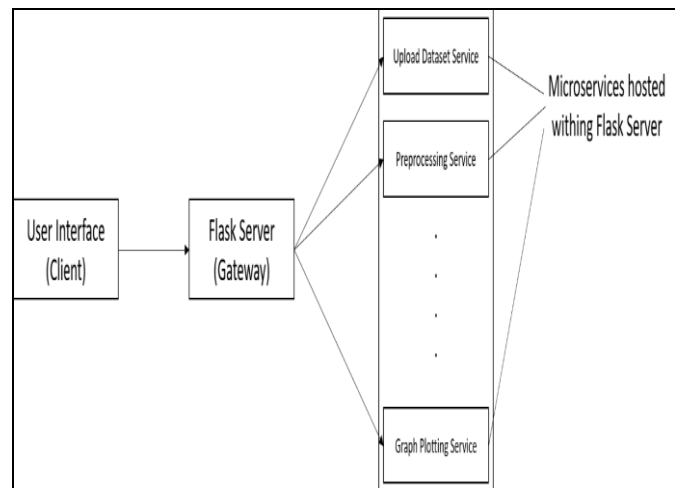 Upload Dataset Service
Microservices hosted
withing Flask Server
Preprocessing Service
User Interface
(Client)
Flask Server
(Gateway)
Graph Plotting Service